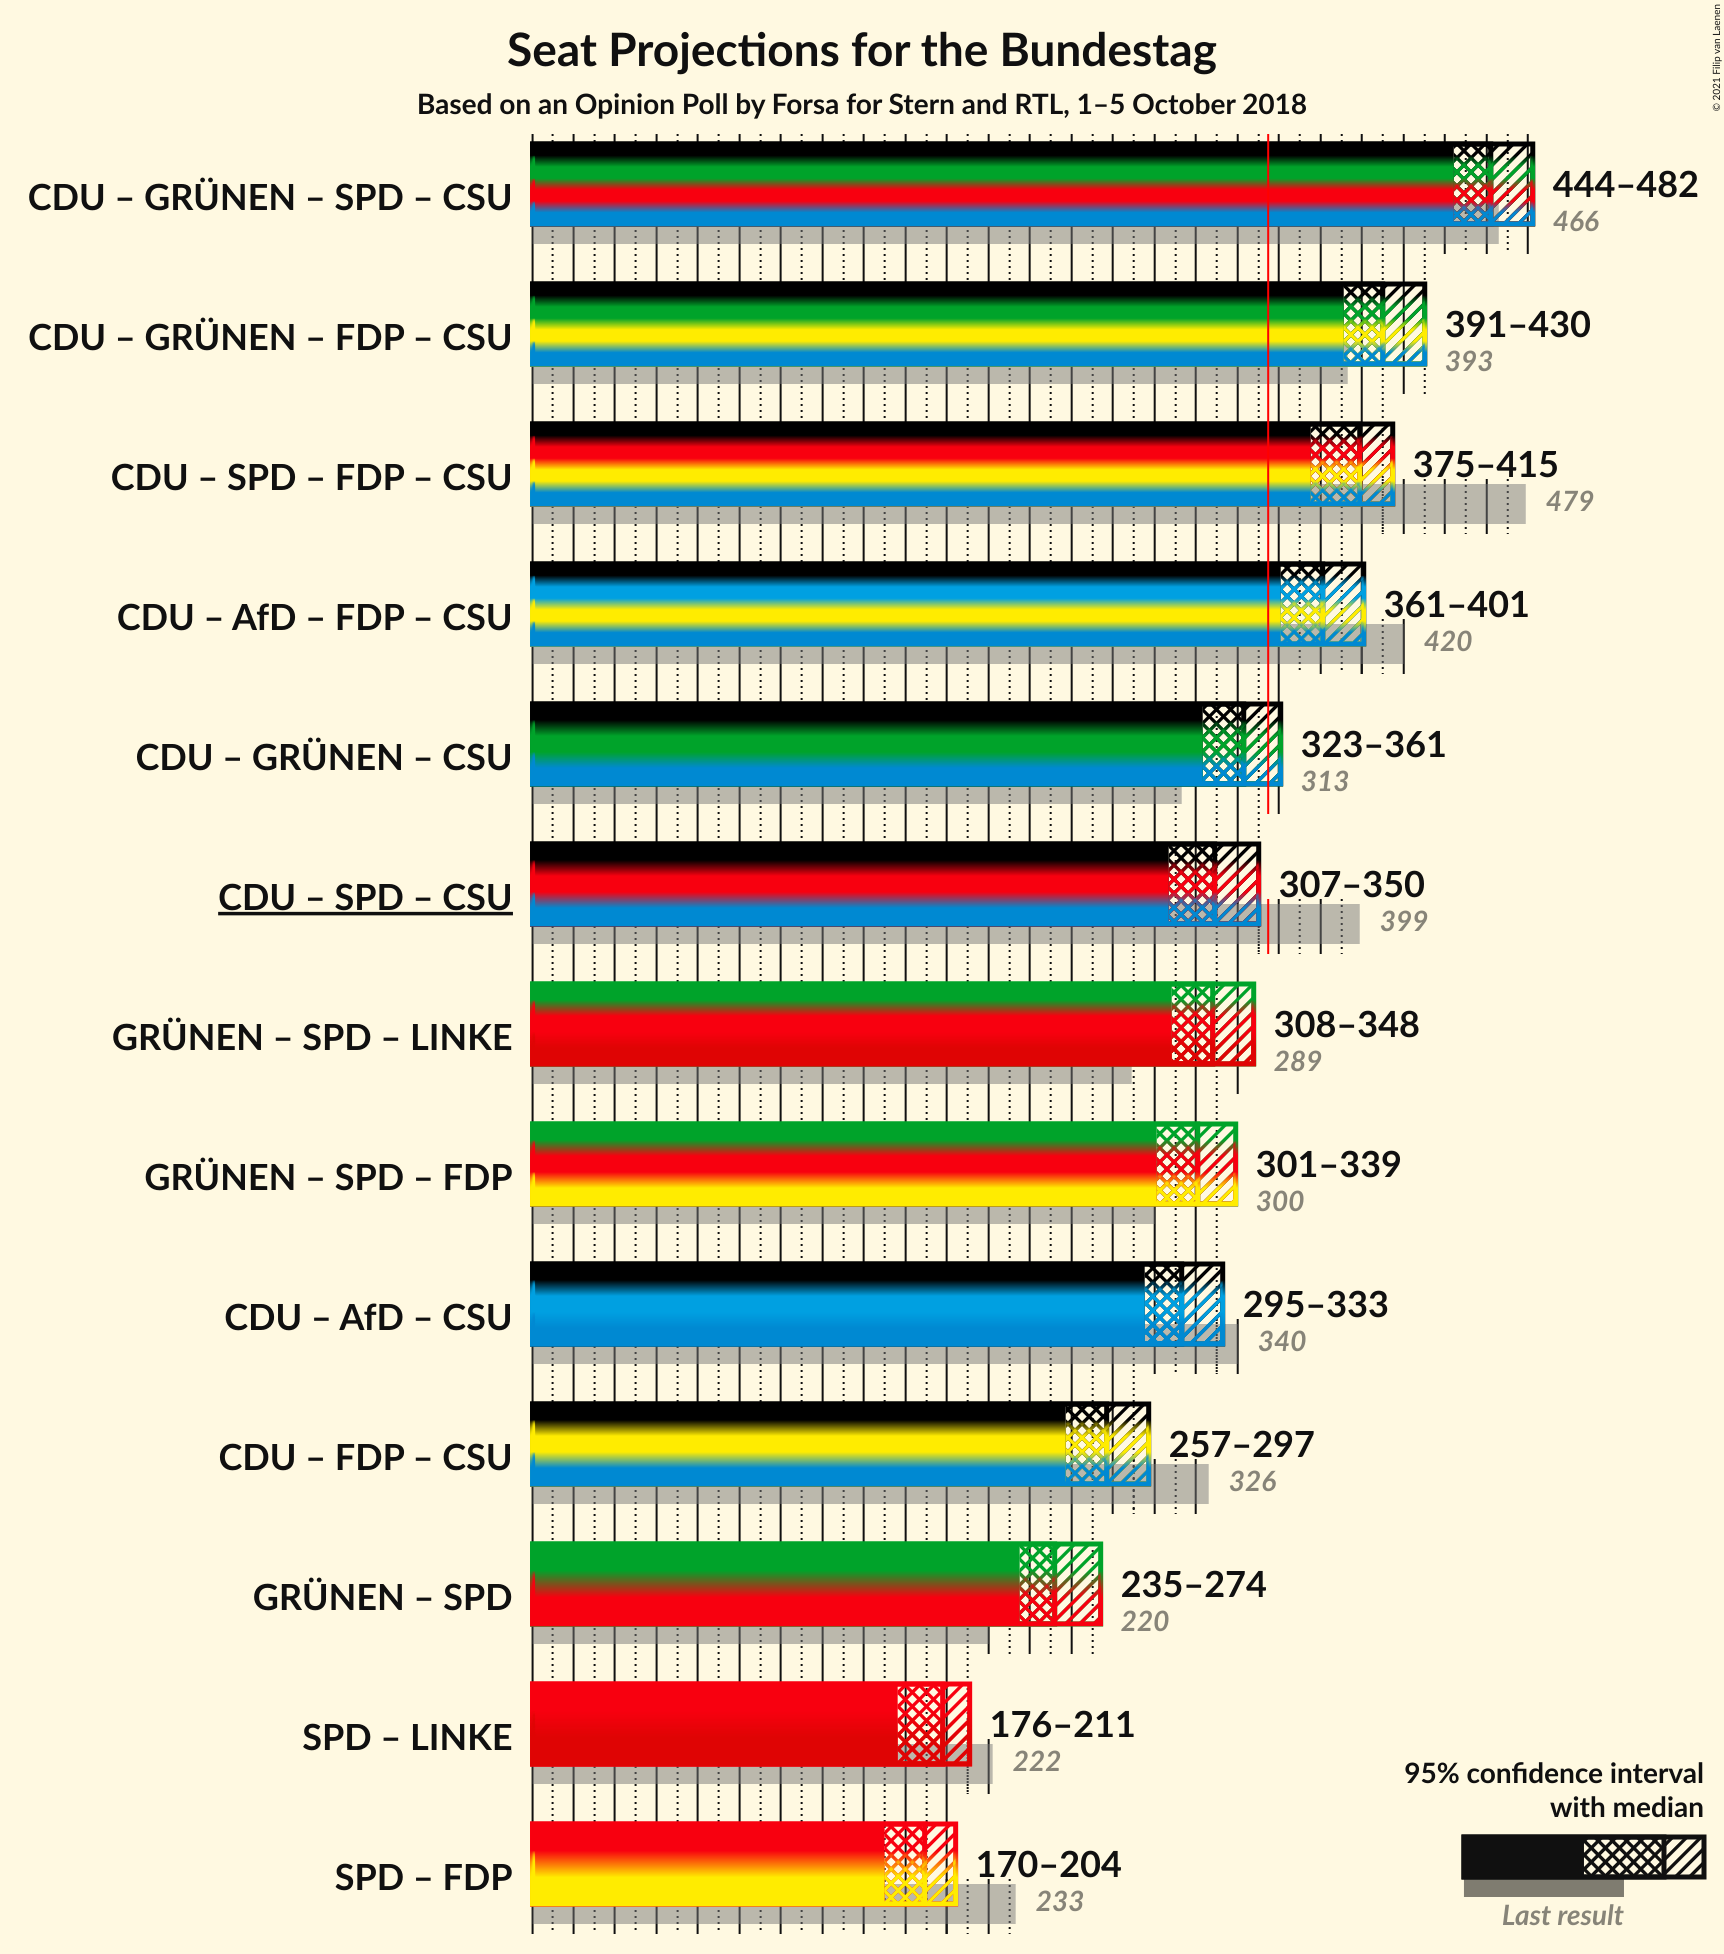 Seat Projections for the Bundestag
Based on an Opinion Poll by Forsa for Stern and RTL, 1–5 October 2018
© 2021 Filip van Laenen
CDU – GRÜNEN – SPD – CSU
444–482
466
CDU – GRÜNEN – FDP – CSU
391–430
393
CDU – SPD – FDP – CSU
375–415
479
CDU – AfD – FDP – CSU
361–401
420
CDU – GRÜNEN – CSU
323–361
313
CDU – SPD – CSU
307–350
399
GRÜNEN – SPD – LINKE
308–348
289
GRÜNEN – SPD – FDP
301–339
300
CDU – AfD – CSU
295–333
340
CDU – FDP – CSU
257–297
326
GRÜNEN – SPD
235–274
220
SPD – LINKE
176–211
222
SPD – FDP
170–204
233
95% confidence interval
with median
Last result